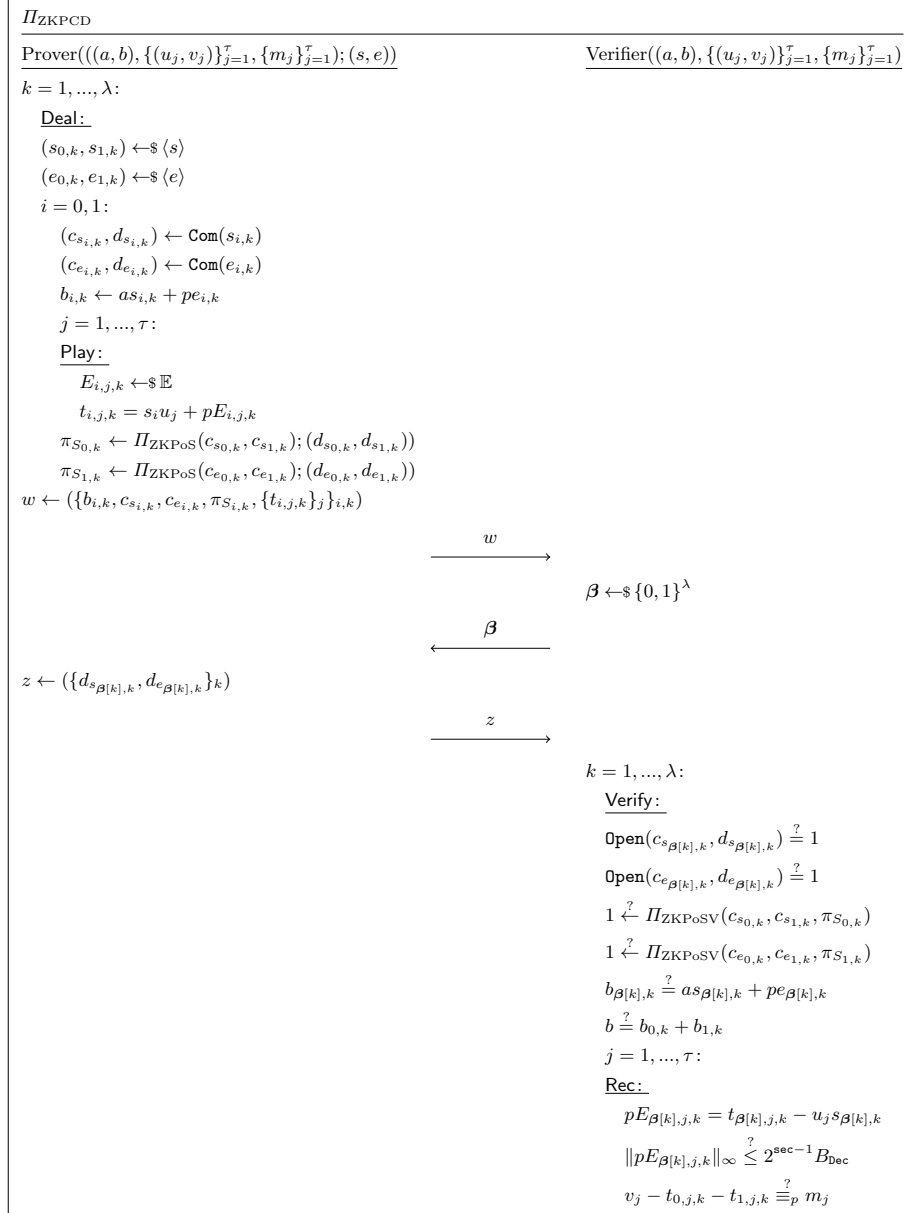 Π_ZKPCD
Prover(((a, b), {(u_j, v_j)}_{j=1}^τ, {m_j}_{j=1}^τ); (s, e))
Verifier((a, b), {(u_j, v_j)}_{j=1}^τ, {m_j}_{j=1}^τ)
k = 1, ..., λ:
Deal:
(s_{0,k}, s_{1,k}) ←$ ⟨s⟩
(e_{0,k}, e_{1,k}) ←$ ⟨e⟩
i = 0, 1:
(c_{s_{i,k}}, d_{s_{i,k}}) ← Com(s_{i,k})
(c_{e_{i,k}}, d_{e_{i,k}}) ← Com(e_{i,k})
b_{i,k} ← as_{i,k} + pe_{i,k}
j = 1, ..., τ:
Play:
E_{i,j,k} ←$ 𝔼
t_{i,j,k} = s_i u_j + pE_{i,j,k}
π_{S_{0,k}} ← Π_ZKPoS(c_{s_{0,k}}, c_{s_{1,k}}); (d_{s_{0,k}}, d_{s_{1,k}}))
π_{S_{1,k}} ← Π_ZKPoS(c_{e_{0,k}}, c_{e_{1,k}}); (d_{e_{0,k}}, d_{e_{1,k}}))
w ← ({b_{i,k}, c_{s_{i,k}}, c_{e_{i,k}}, π_{S_{i,k}}, {t_{i,j,k}}_j}_{i,k})
w
β ←$ {0, 1}^λ
β
z ← ({d_{s_{β[k],k}}, d_{e_{β[k],k}}}_k)
z
k = 1, ..., λ:
Verify:
Open(c_{s_{β[k],k}}, d_{s_{β[k],k}}) ≟ 1
Open(c_{e_{β[k],k}}, d_{e_{β[k],k}}) ≟ 1
1 ←^? Π_ZKPoSV(c_{s_{0,k}}, c_{s_{1,k}}, π_{S_{0,k}})
1 ←^? Π_ZKPoSV(c_{e_{0,k}}, c_{e_{1,k}}, π_{S_{1,k}})
b_{β[k],k} ≟ as_{β[k],k} + pe_{β[k],k}
b ≟ b_{0,k} + b_{1,k}
j = 1, ..., τ:
Rec:
pE_{β[k],j,k} = t_{β[k],j,k} − u_j s_{β[k],k}
‖pE_{β[k],j,k}‖_∞ ≤^? 2^{sec−1} B_Dec
v_j − t_{0,j,k} − t_{1,j,k} ≡^?_p m_j